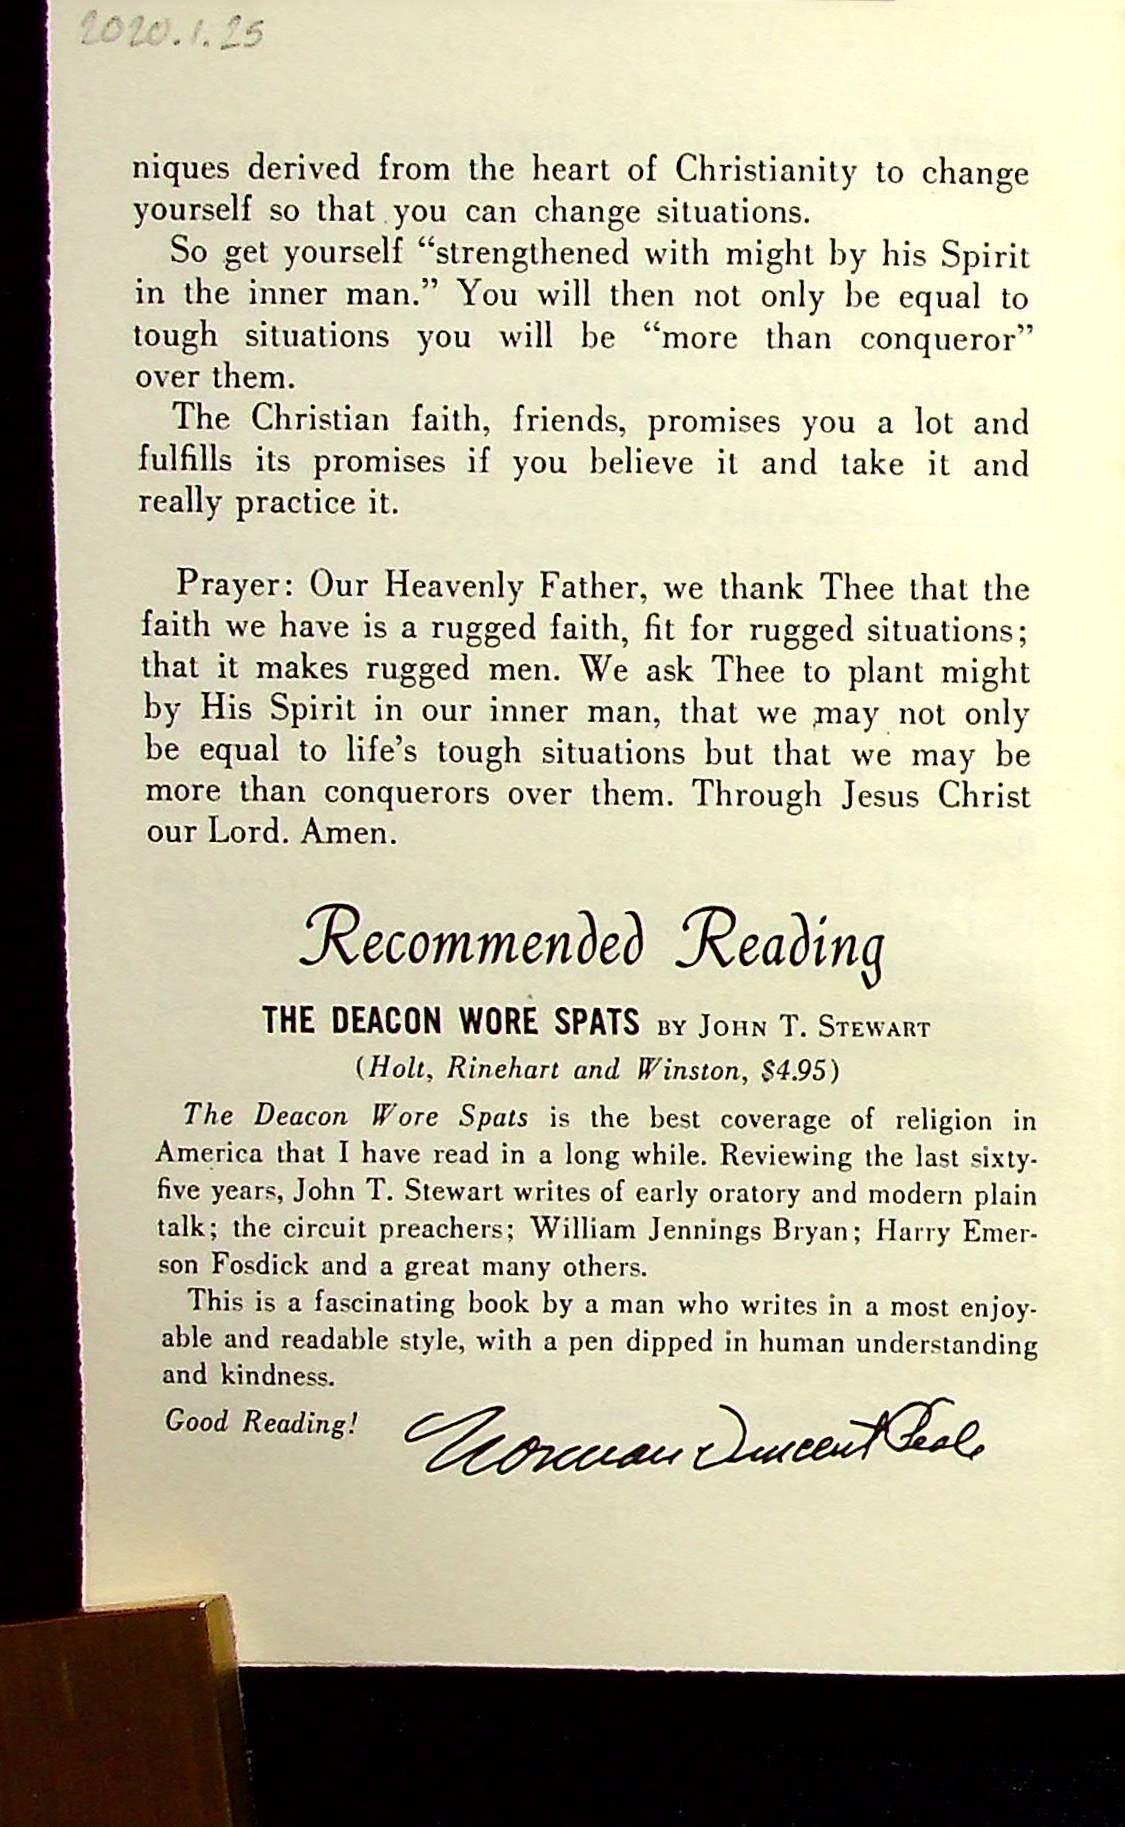 2020.1.25
niques derived from the heart of Christianity to change
yourself so that you can change situations.
So get yourself “strengthened with might by his Spirit
in the inner man.” You will then not only be equal to
tough situations you will be “more than conqueror”
over them.
The Christian faith, friends, promises you a lot and
fulfills its promises if you believe it and take it and
really practice it.
Prayer: Our Heavenly Father, we thank Thee that the
faith we have is a rugged faith, fit for rugged situations;
that it makes rugged men. We ask Thee to plant might
by His Spirit in our inner man, that we may not only
be equal to life’s tough situations but that we may be
more than conquerors over them. Through Jesus Christ
our Lord. Amen.
Recommended Reading
THE DEACON WORE SPATS BY JOHN T. STEWART
(Holt, Rinehart and Winston, $4.95)
The Deacon Wore Spats is the best coverage of religion in
America that I have read in a long while. Reviewing the last sixty-
five years, John T. Stewart writes of early oratory and modern plain
talk; the circuit preachers; William Jennings Bryan; Harry Emer-
son Fosdick and a great many others.
This is a fascinating book by a man who writes in a most enjoy-
able and readable style, with a pen dipped in human understanding
and kindness.
Good Reading! Norman Vincent Peale